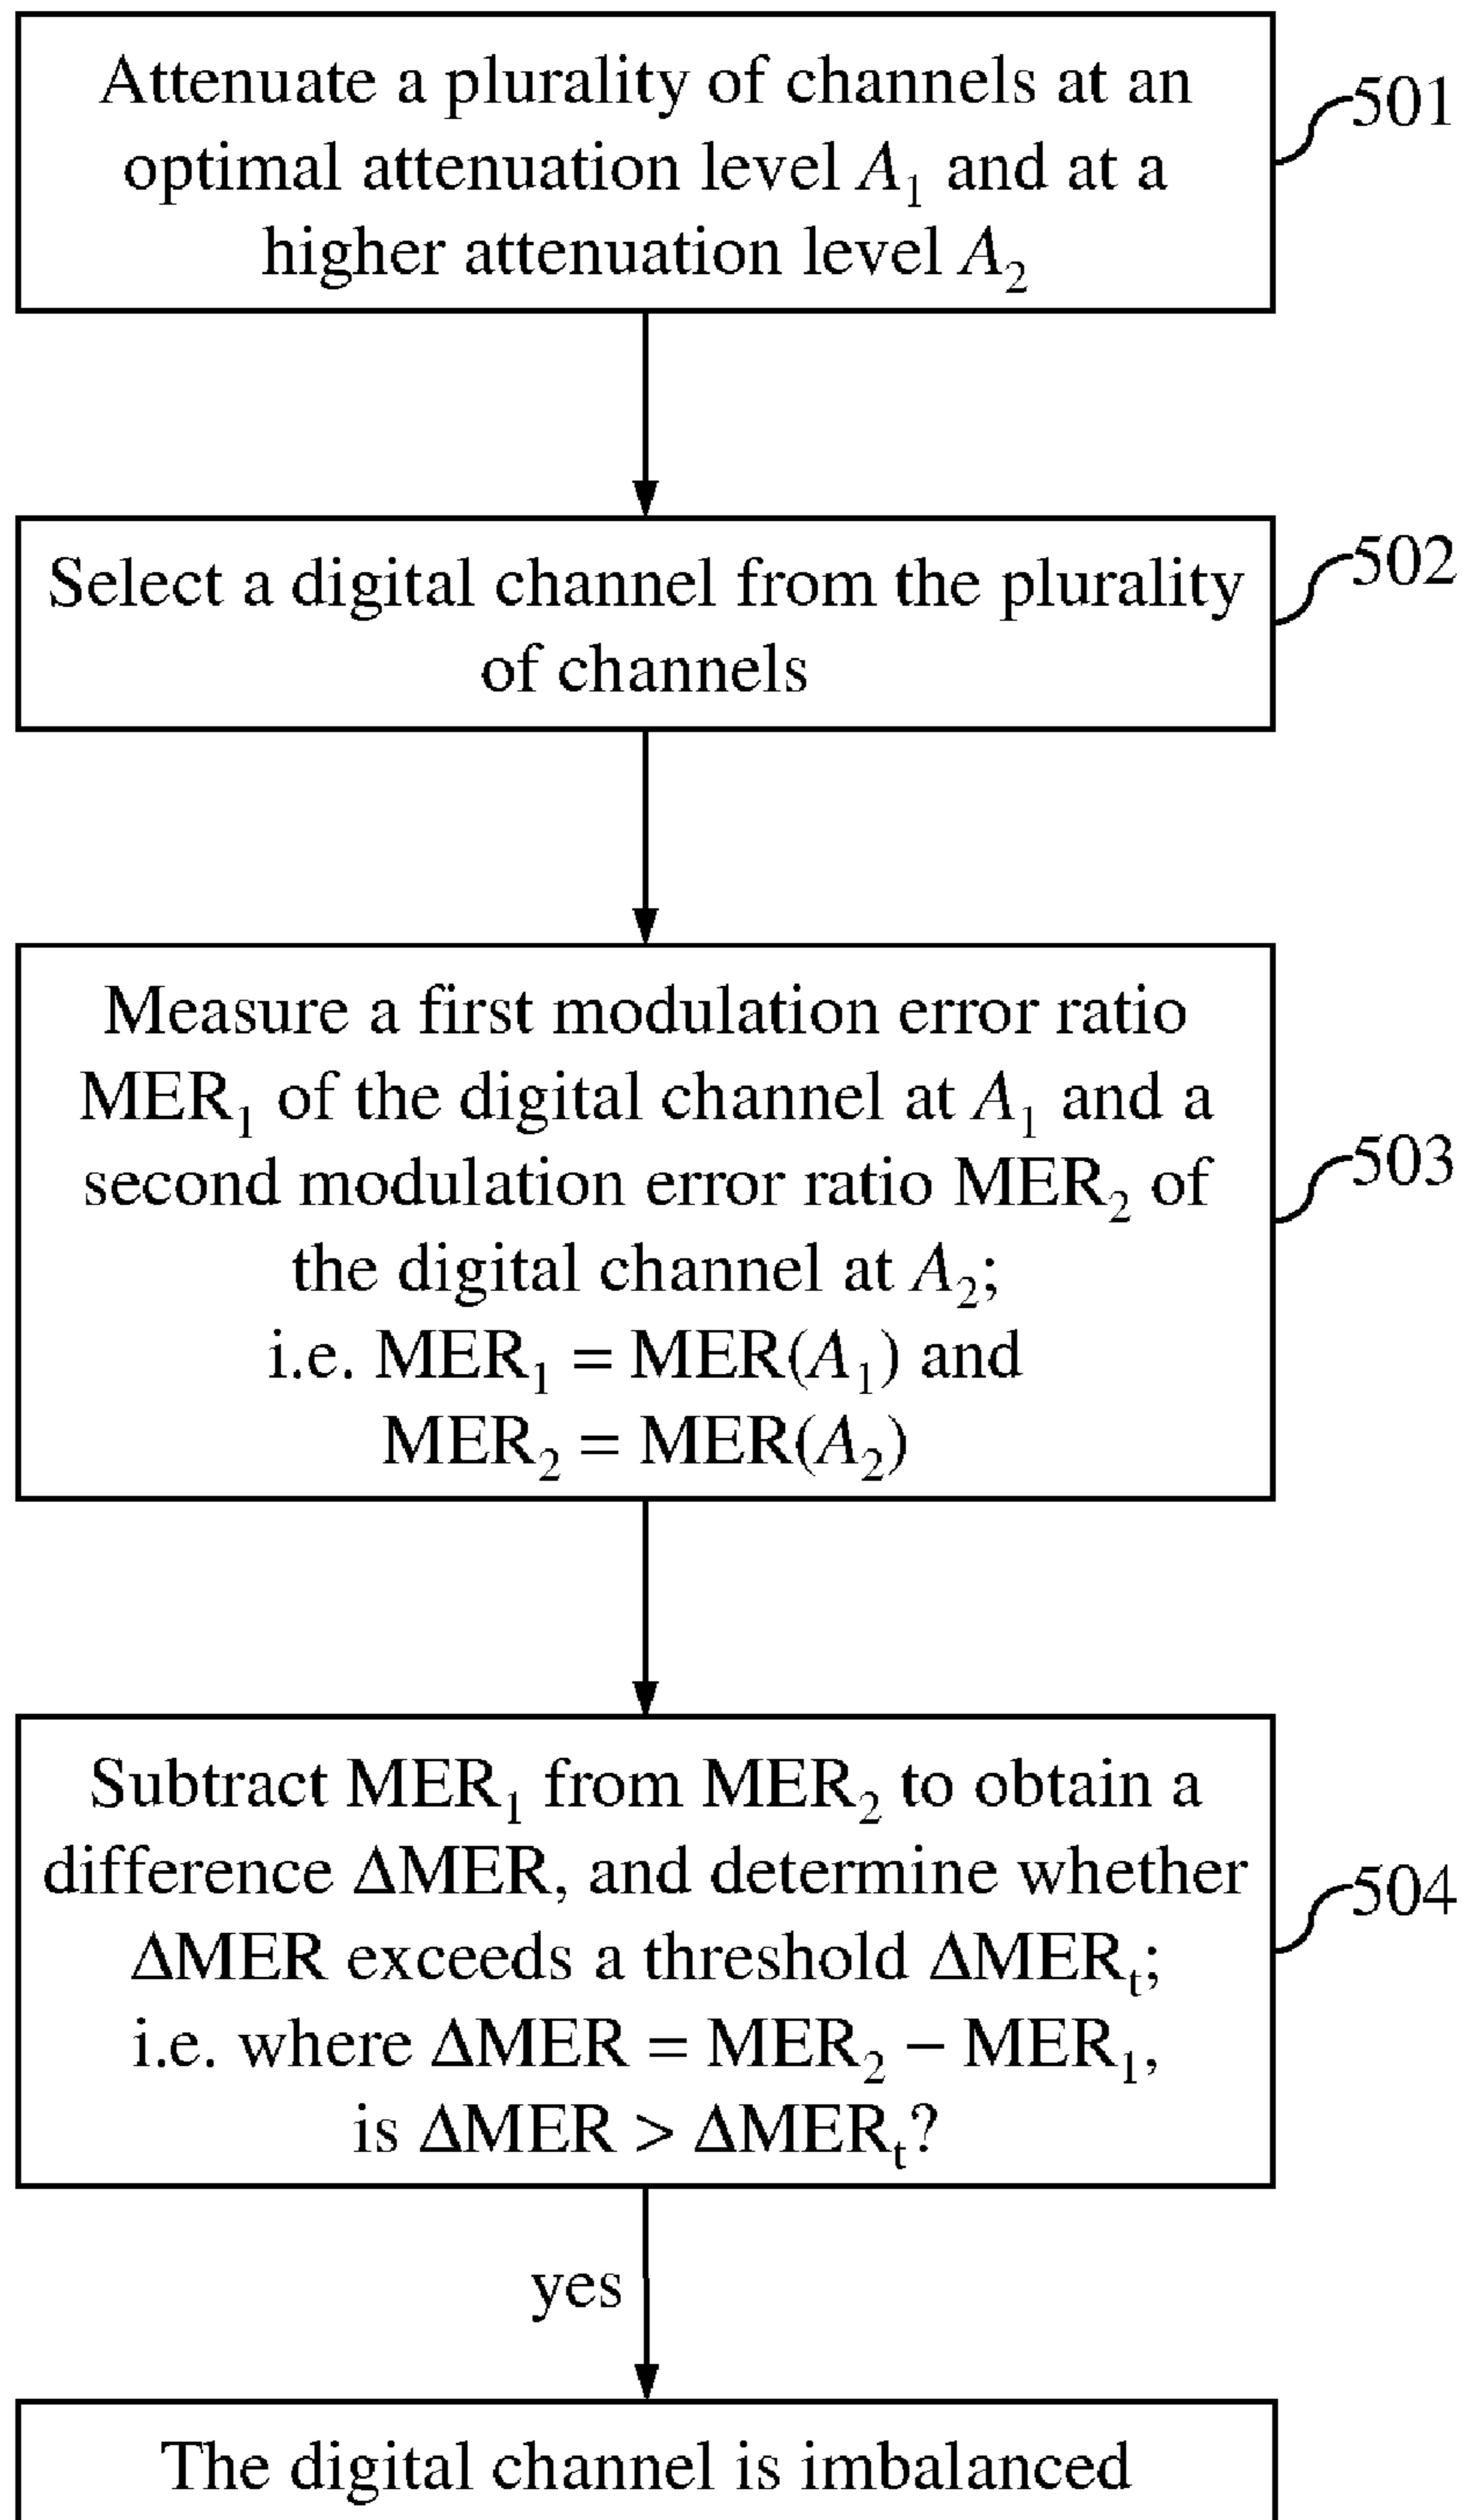 Attenuate a plurality of channels at an
optimal attenuation level A₁ and at a
higher attenuation level A₂
501
Select a digital channel from the plurality
of channels
502
Measure a first modulation error ratio
MER₁ of the digital channel at A₁ and a
second modulation error ratio MER₂ of
the digital channel at A₂;
i.e. MER₁ = MER(A₁) and
MER₂ = MER(A₂)
503
Subtract MER₁ from MER₂ to obtain a
difference ΔMER, and determine whether
ΔMER exceeds a threshold ΔMERₜ;
i.e. where ΔMER = MER₂ − MER₁,
is ΔMER > ΔMERₜ?
504
yes
The digital channel is imbalanced